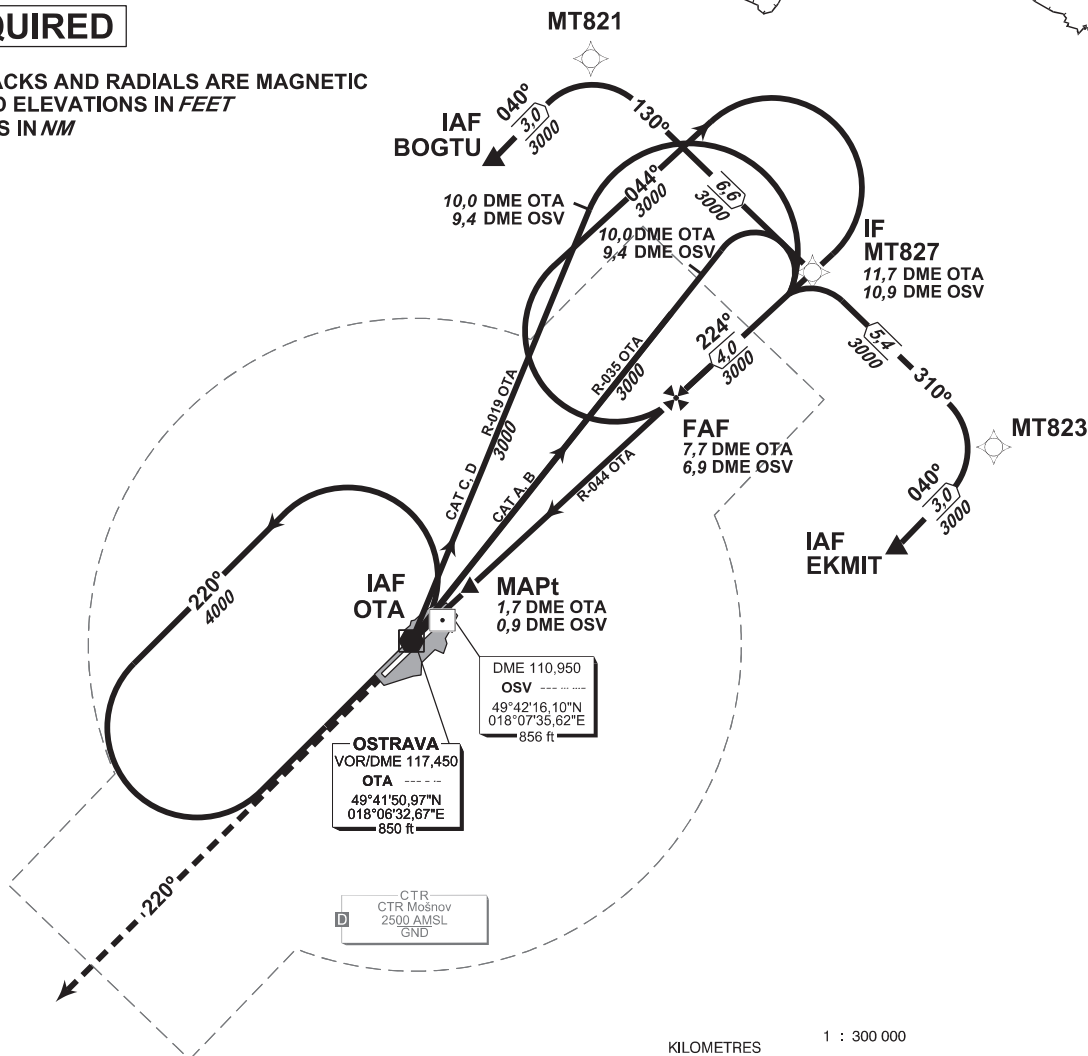 QUIRED
ACKS AND RADIALS ARE MAGNETIC
D ELEVATIONS IN FEET
S IN NM
MT821
040°
3,0
3000
IAF
BOGTU
130°
6,6
3000
044°
3000
10,0 DME OTA
9,4 DME OSV
10,0 DME OTA
9,4 DME OSV
IF
MT827
11,7 DME OTA
10,9 DME OSV
224°
4,0
3000
5,4
3000
310°
MT823
040°
3,0
3000
IAF
EKMIT
FAF
7,7 DME OTA
6,9 DME OSV
R-019 OTA
3000
R-035 OTA
3000
R-044 OTA
CAT C, D
CAT A, B
220°
4000
IAF
OTA
MAPt
1,7 DME OTA
0,9 DME OSV
DME 110,950
OSV
49°42'16,10"N
018°07'35,62"E
856 ft
OSTRAVA
VOR/DME 117,450
OTA
49°41'50,97"N
018°06'32,67"E
850 ft
220°
CTR
CTR Mošnov
D
2500 AMSL
GND
1 : 300 000
KILOMETRES